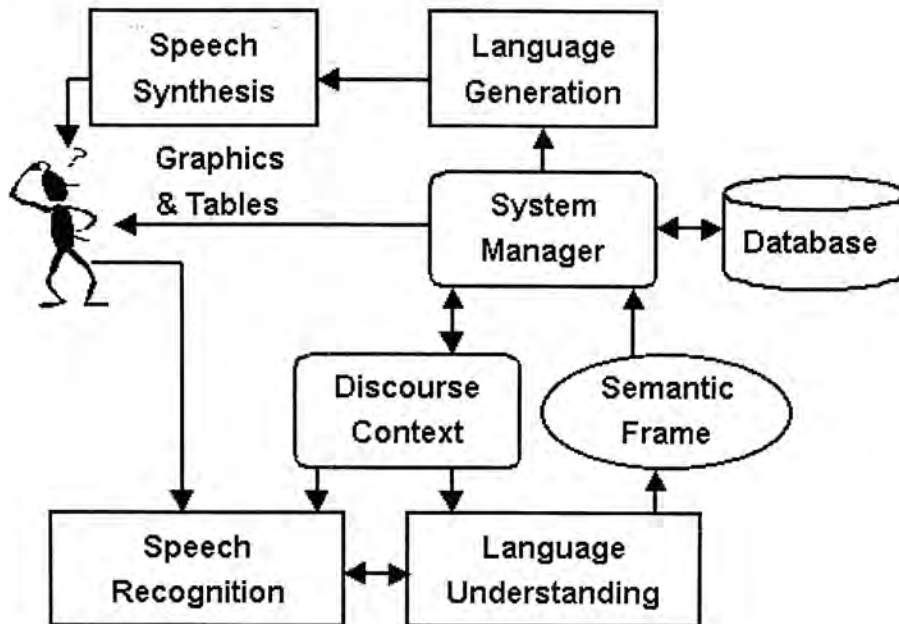 Speech
Synthesis
Language
Generation
?
Graphics
& Tables
System
Manager
Database
Discourse
Context
Semantic
Frame
Speech
Recognition
Language
Understanding